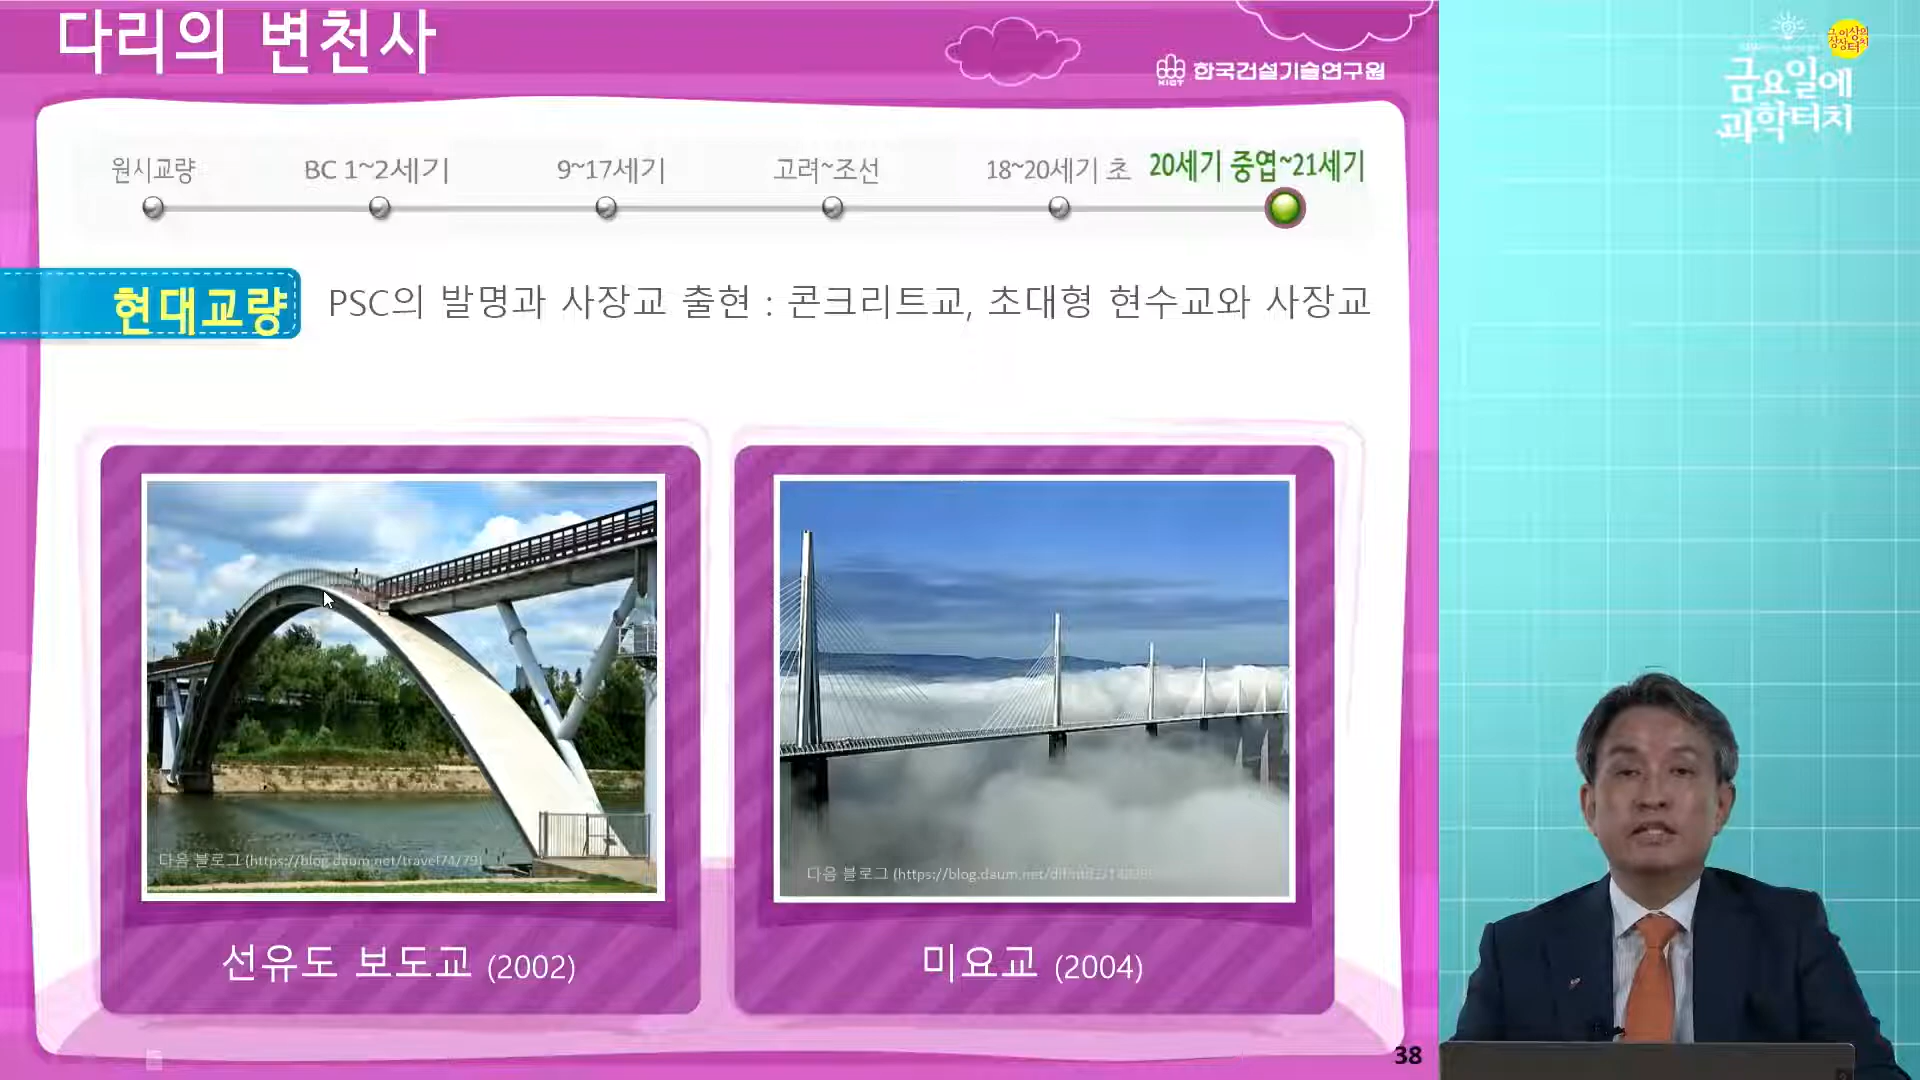 다리의 변천사
KICT 한국건설기술연구원
금요일에
과학터치
원시교량
BC 1~2세기
9~17세기
고려~조선
18~20세기 초
20세기 중엽~21세기
현대교량
PSC의 발명과 사장교 출현 : 콘크리트교, 초대형 현수교와 사장교
다음 블로그 (https://blog.daum.net/travel74/79)
다음 블로그
선유도 보도교 (2002)
미요교 (2004)
38